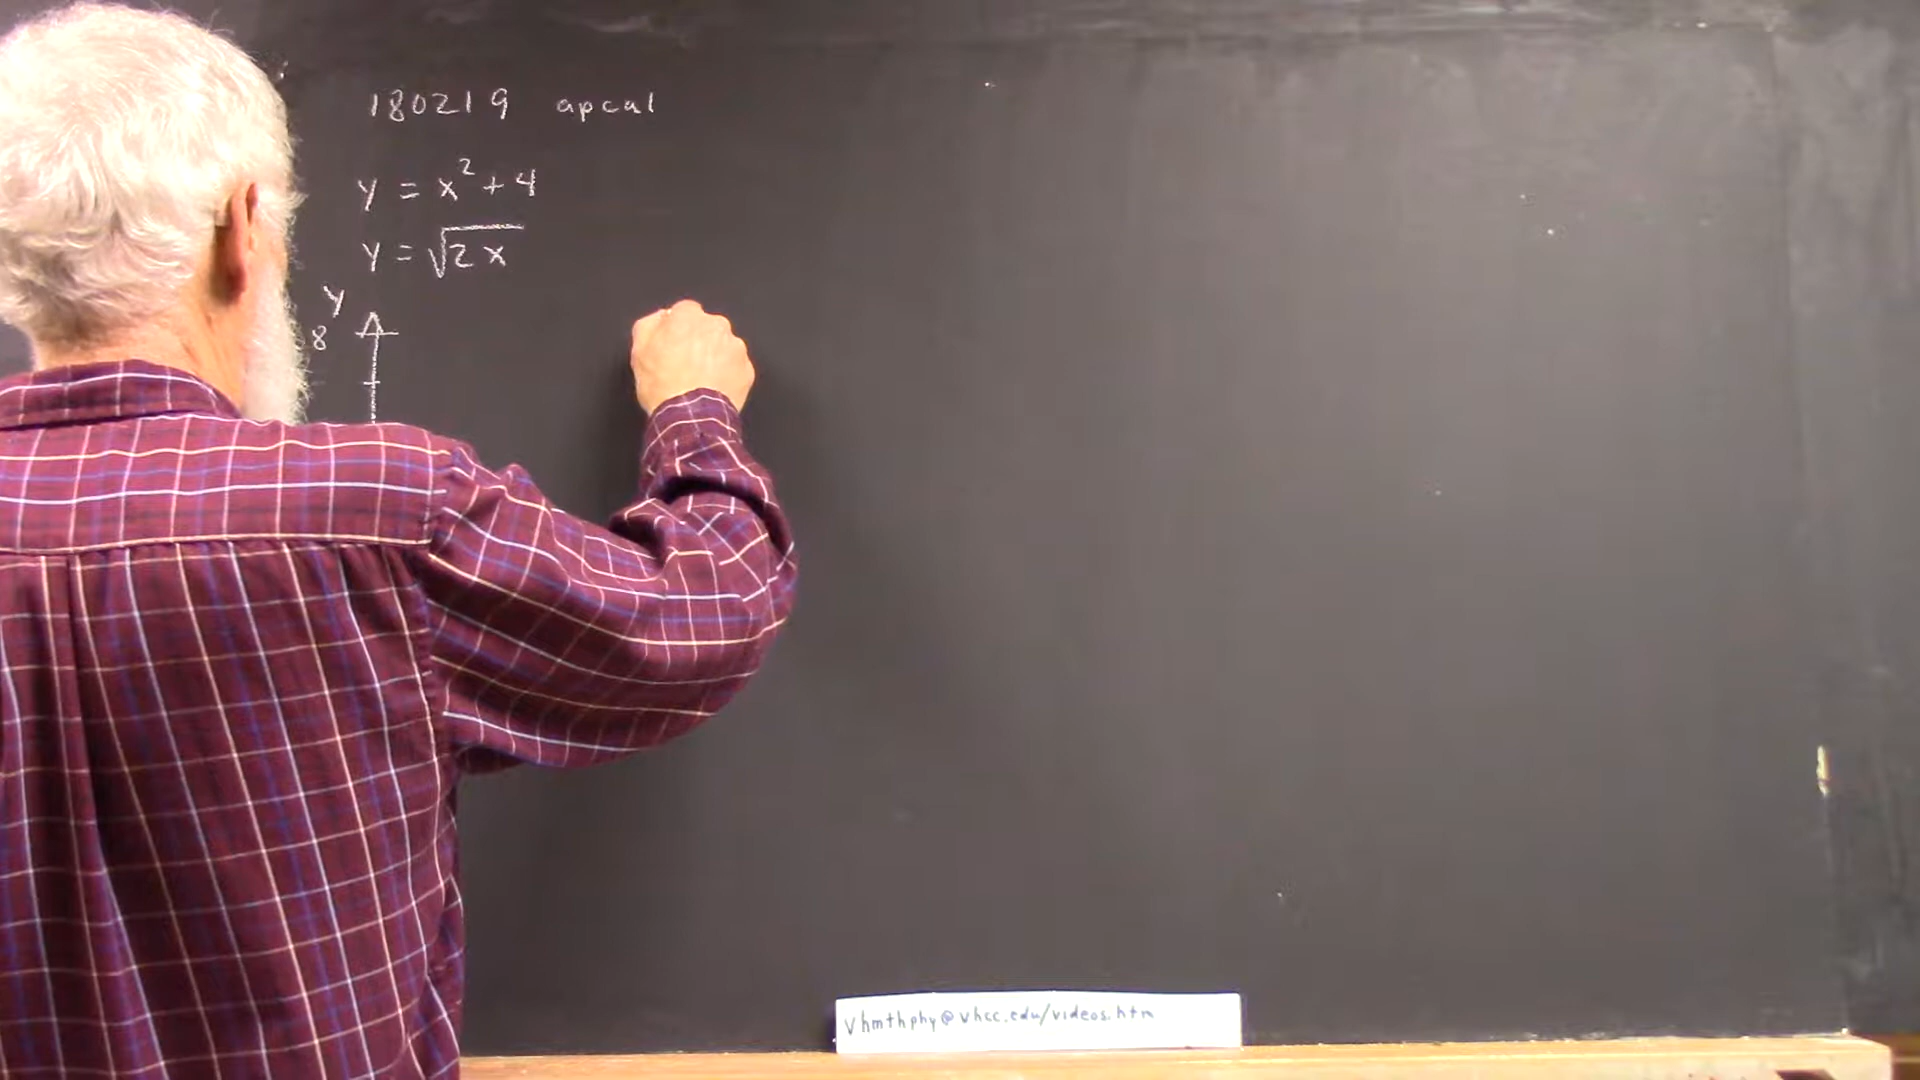 180219 apcal
y = x² + 4
y = √2x
y
8
vhmthphy@vhcc.edu/videos.htm